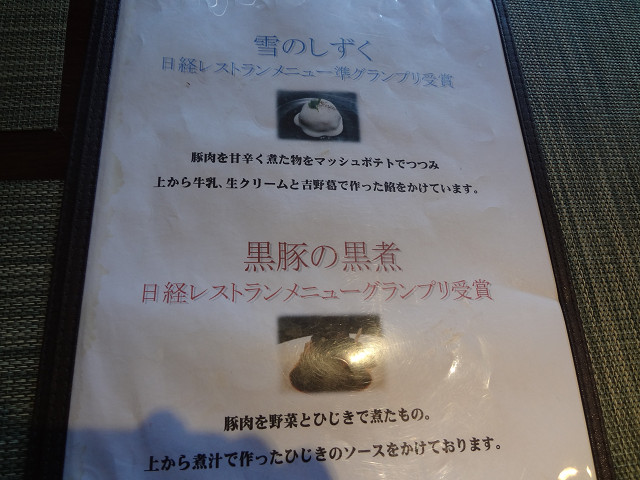 雪のしずく
日経レストランメニュー準グランプリ受賞
豚肉を甘辛く煮た物をマッシュポテトでつつみ
上から牛乳、生クリームと吉野葛で作った餡をかけています。
黒豚の黒煮
日経レストランメニューグランプリ受賞
豚肉を野菜とひじきで煮たもの。
上から煮汁で作ったひじきのソースをかけております。